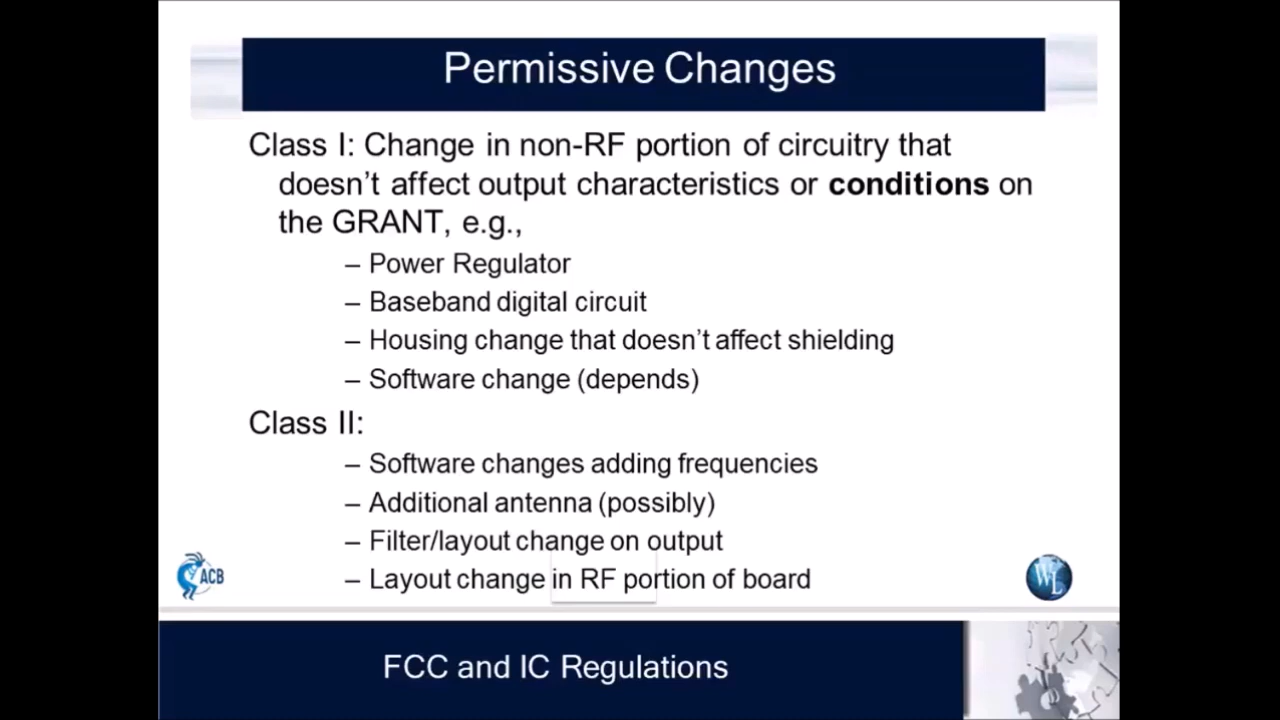 Permissive Changes
Class I: Change in non-RF portion of circuitry that
doesn't affect output characteristics or conditions on
the GRANT, e.g.,
– Power Regulator
– Baseband digital circuit
– Housing change that doesn't affect shielding
– Software change (depends)
Class II:
– Software changes adding frequencies
– Additional antenna (possibly)
– Filter/layout change on output
– Layout change in RF portion of board
ACB
WL
FCC and IC Regulations